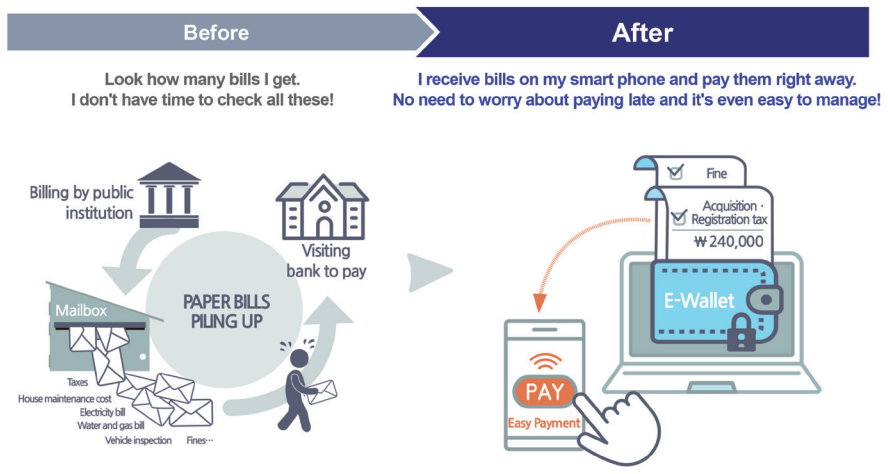 Before
After
Look how many bills I get.
I don't have time to check all these!
I receive bills on my smart phone and pay them right away.
No need to worry about paying late and it's even easy to manage!
Billing by public
institution
Visiting
bank to pay
PAPER BILLS
PILING UP
Mailbox
Taxes
House maintenance cost
Electricity bill
Water and gas bill
Vehicle inspection
Fines…
Fine
Acquisition ·
Registration tax
₩240,000
E-Wallet
PAY
Easy Payment